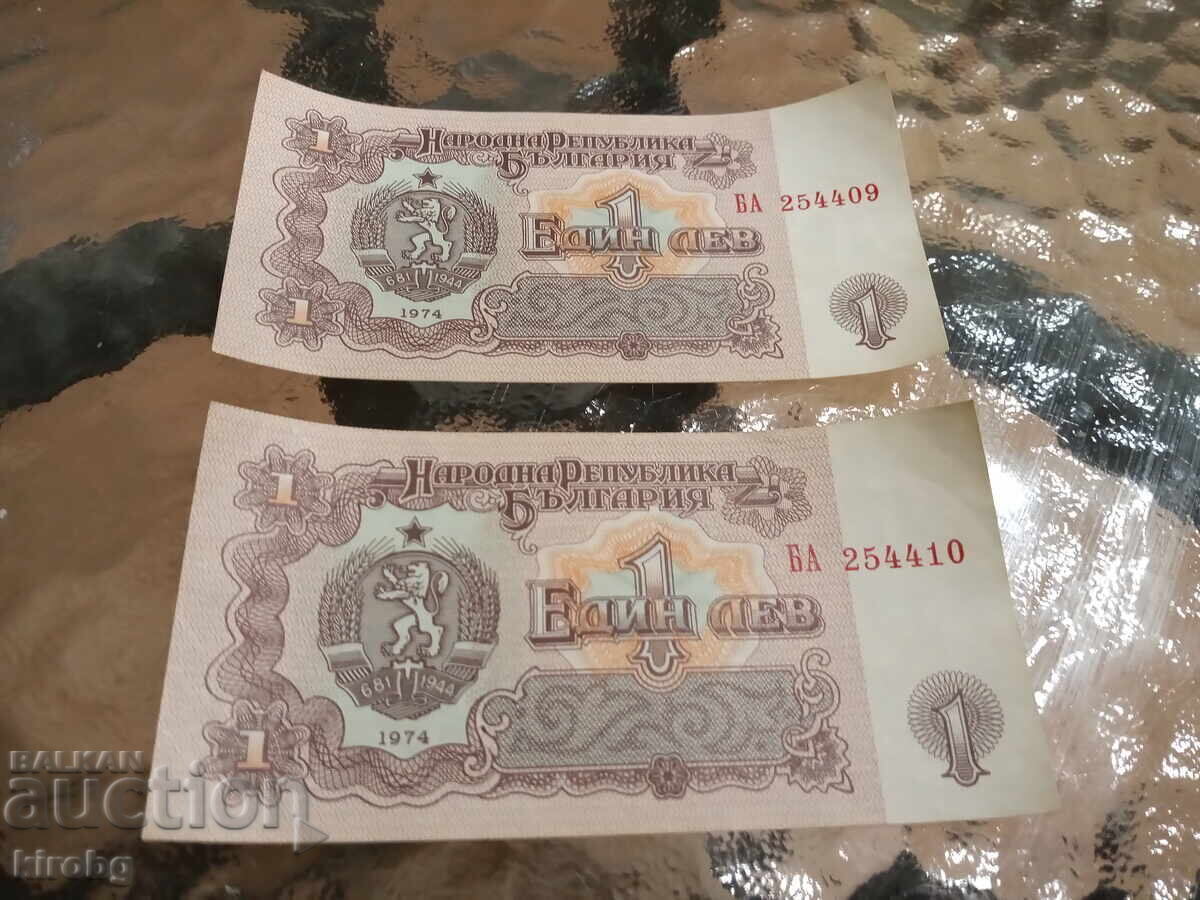 1
НАРОДНА РЕПУБЛИКА
БЪЛГАРИЯ
1
ЕДИН ЛЕВ
БА 254409
681 1944
1974
1
1
1
НАРОДНА РЕПУБЛИКА
БЪЛГАРИЯ
1
ЕДИН ЛЕВ
БА 254410
681 1944
1974
1
1
BALKAN
auction
kirobg